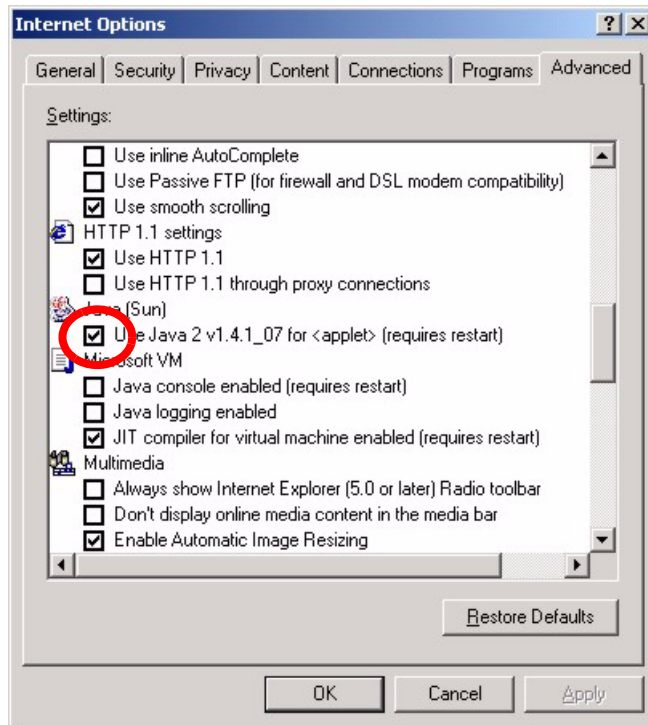 Internet Options
General Security Privacy Content Connections Programs Advanced
Settings:
Use inline AutoComplete
Use Passive FTP (for firewall and DSL modem compatibility)
Use smooth scrolling
HTTP 1.1 settings
Use HTTP 1.1
Use HTTP 1.1 through proxy connections
Java (Sun)
Use Java 2 v1.4.1_07 for <applet> (requires restart)
Microsoft VM
Java console enabled (requires restart)
Java logging enabled
JIT compiler for virtual machine enabled (requires restart)
Multimedia
Always show Internet Explorer (5.0 or later) Radio toolbar
Don't display online media content in the media bar
Enable Automatic Image Resizing
Restore Defaults
OK Cancel Apply